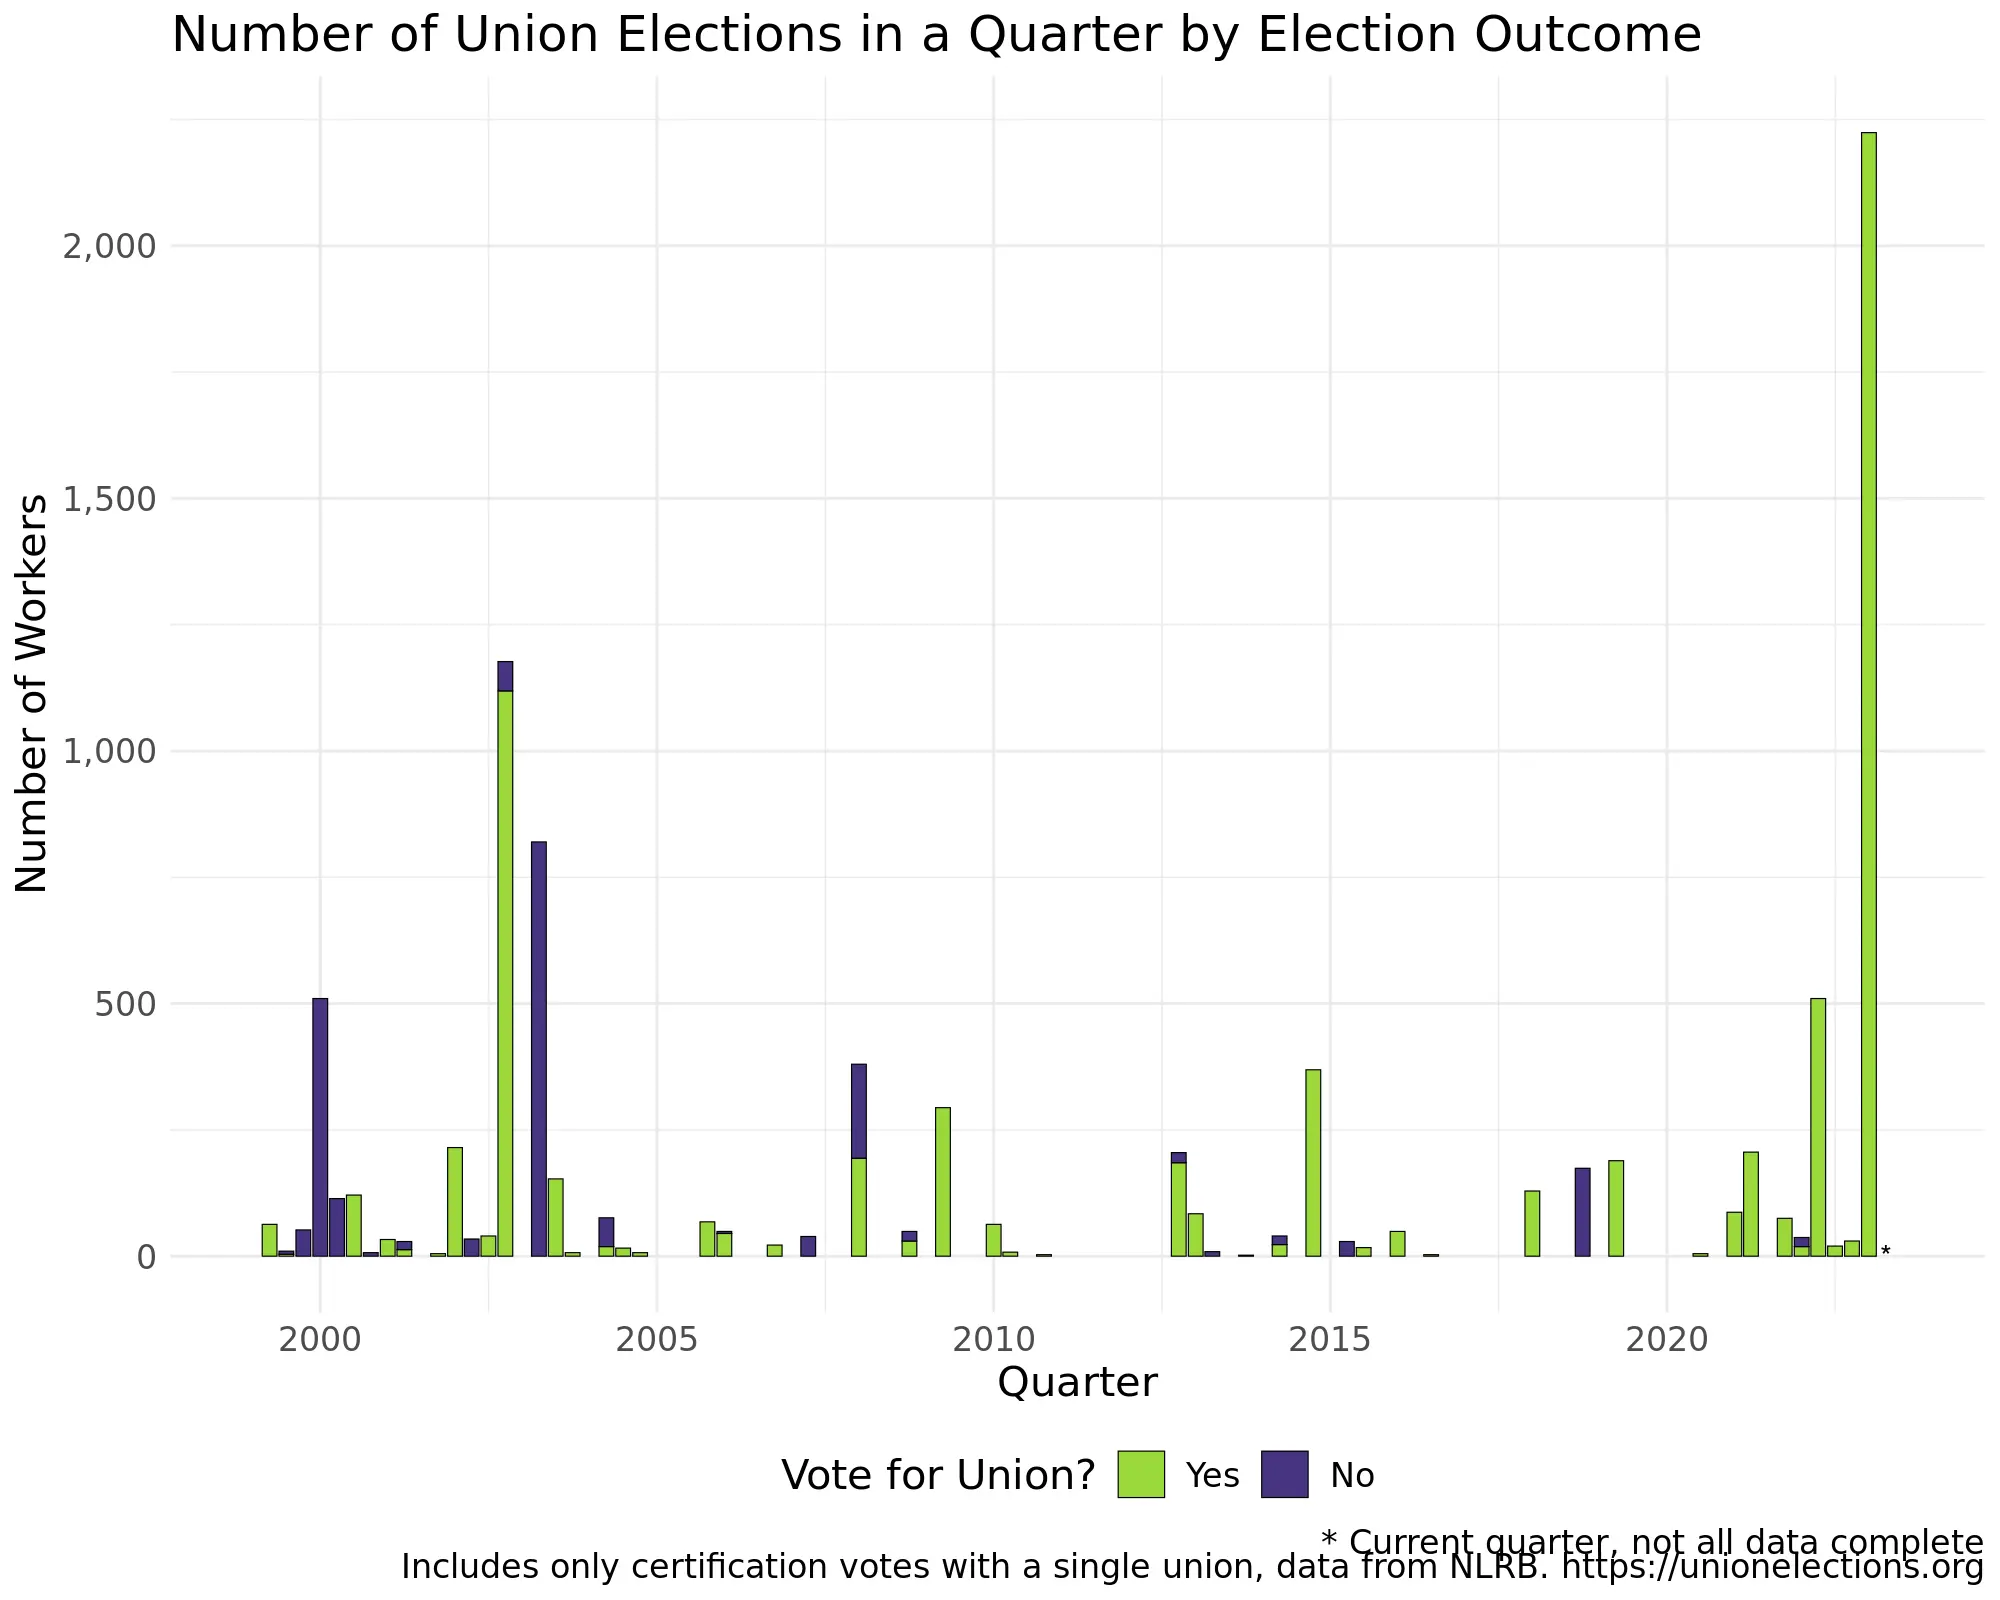 Number of Union Elections in a Quarter by Election Outcome
Number of Workers
2,000
1,500
1,000
500
0
*
2000 2005 2010 2015 2020
Quarter
Vote for Union? Yes No
* Current quarter, not all data complete
Includes only certification votes with a single union, data from NLRB. https://unionelections.org